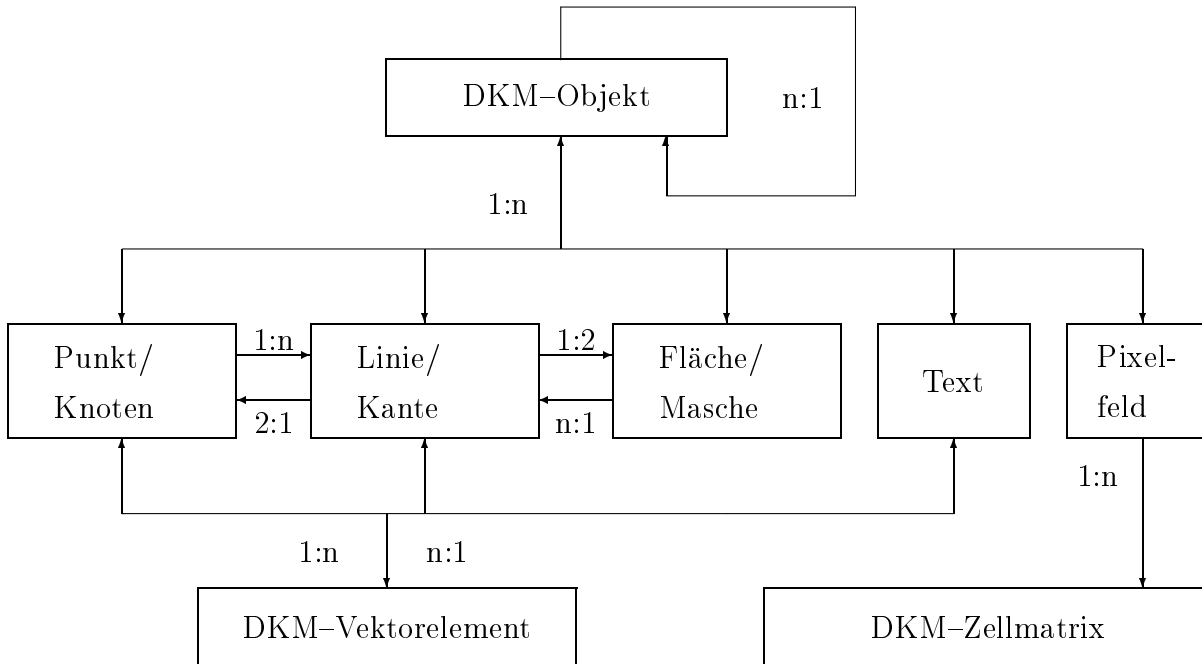 DKM–Objekt
n:1
1:n
Punkt/
Knoten
1:n
2:1
Linie/
Kante
1:2
n:1
Fläche/
Masche
Text
Pixel-
feld
1:n
1:n
n:1
DKM–Vektorelement
DKM–Zellmatrix